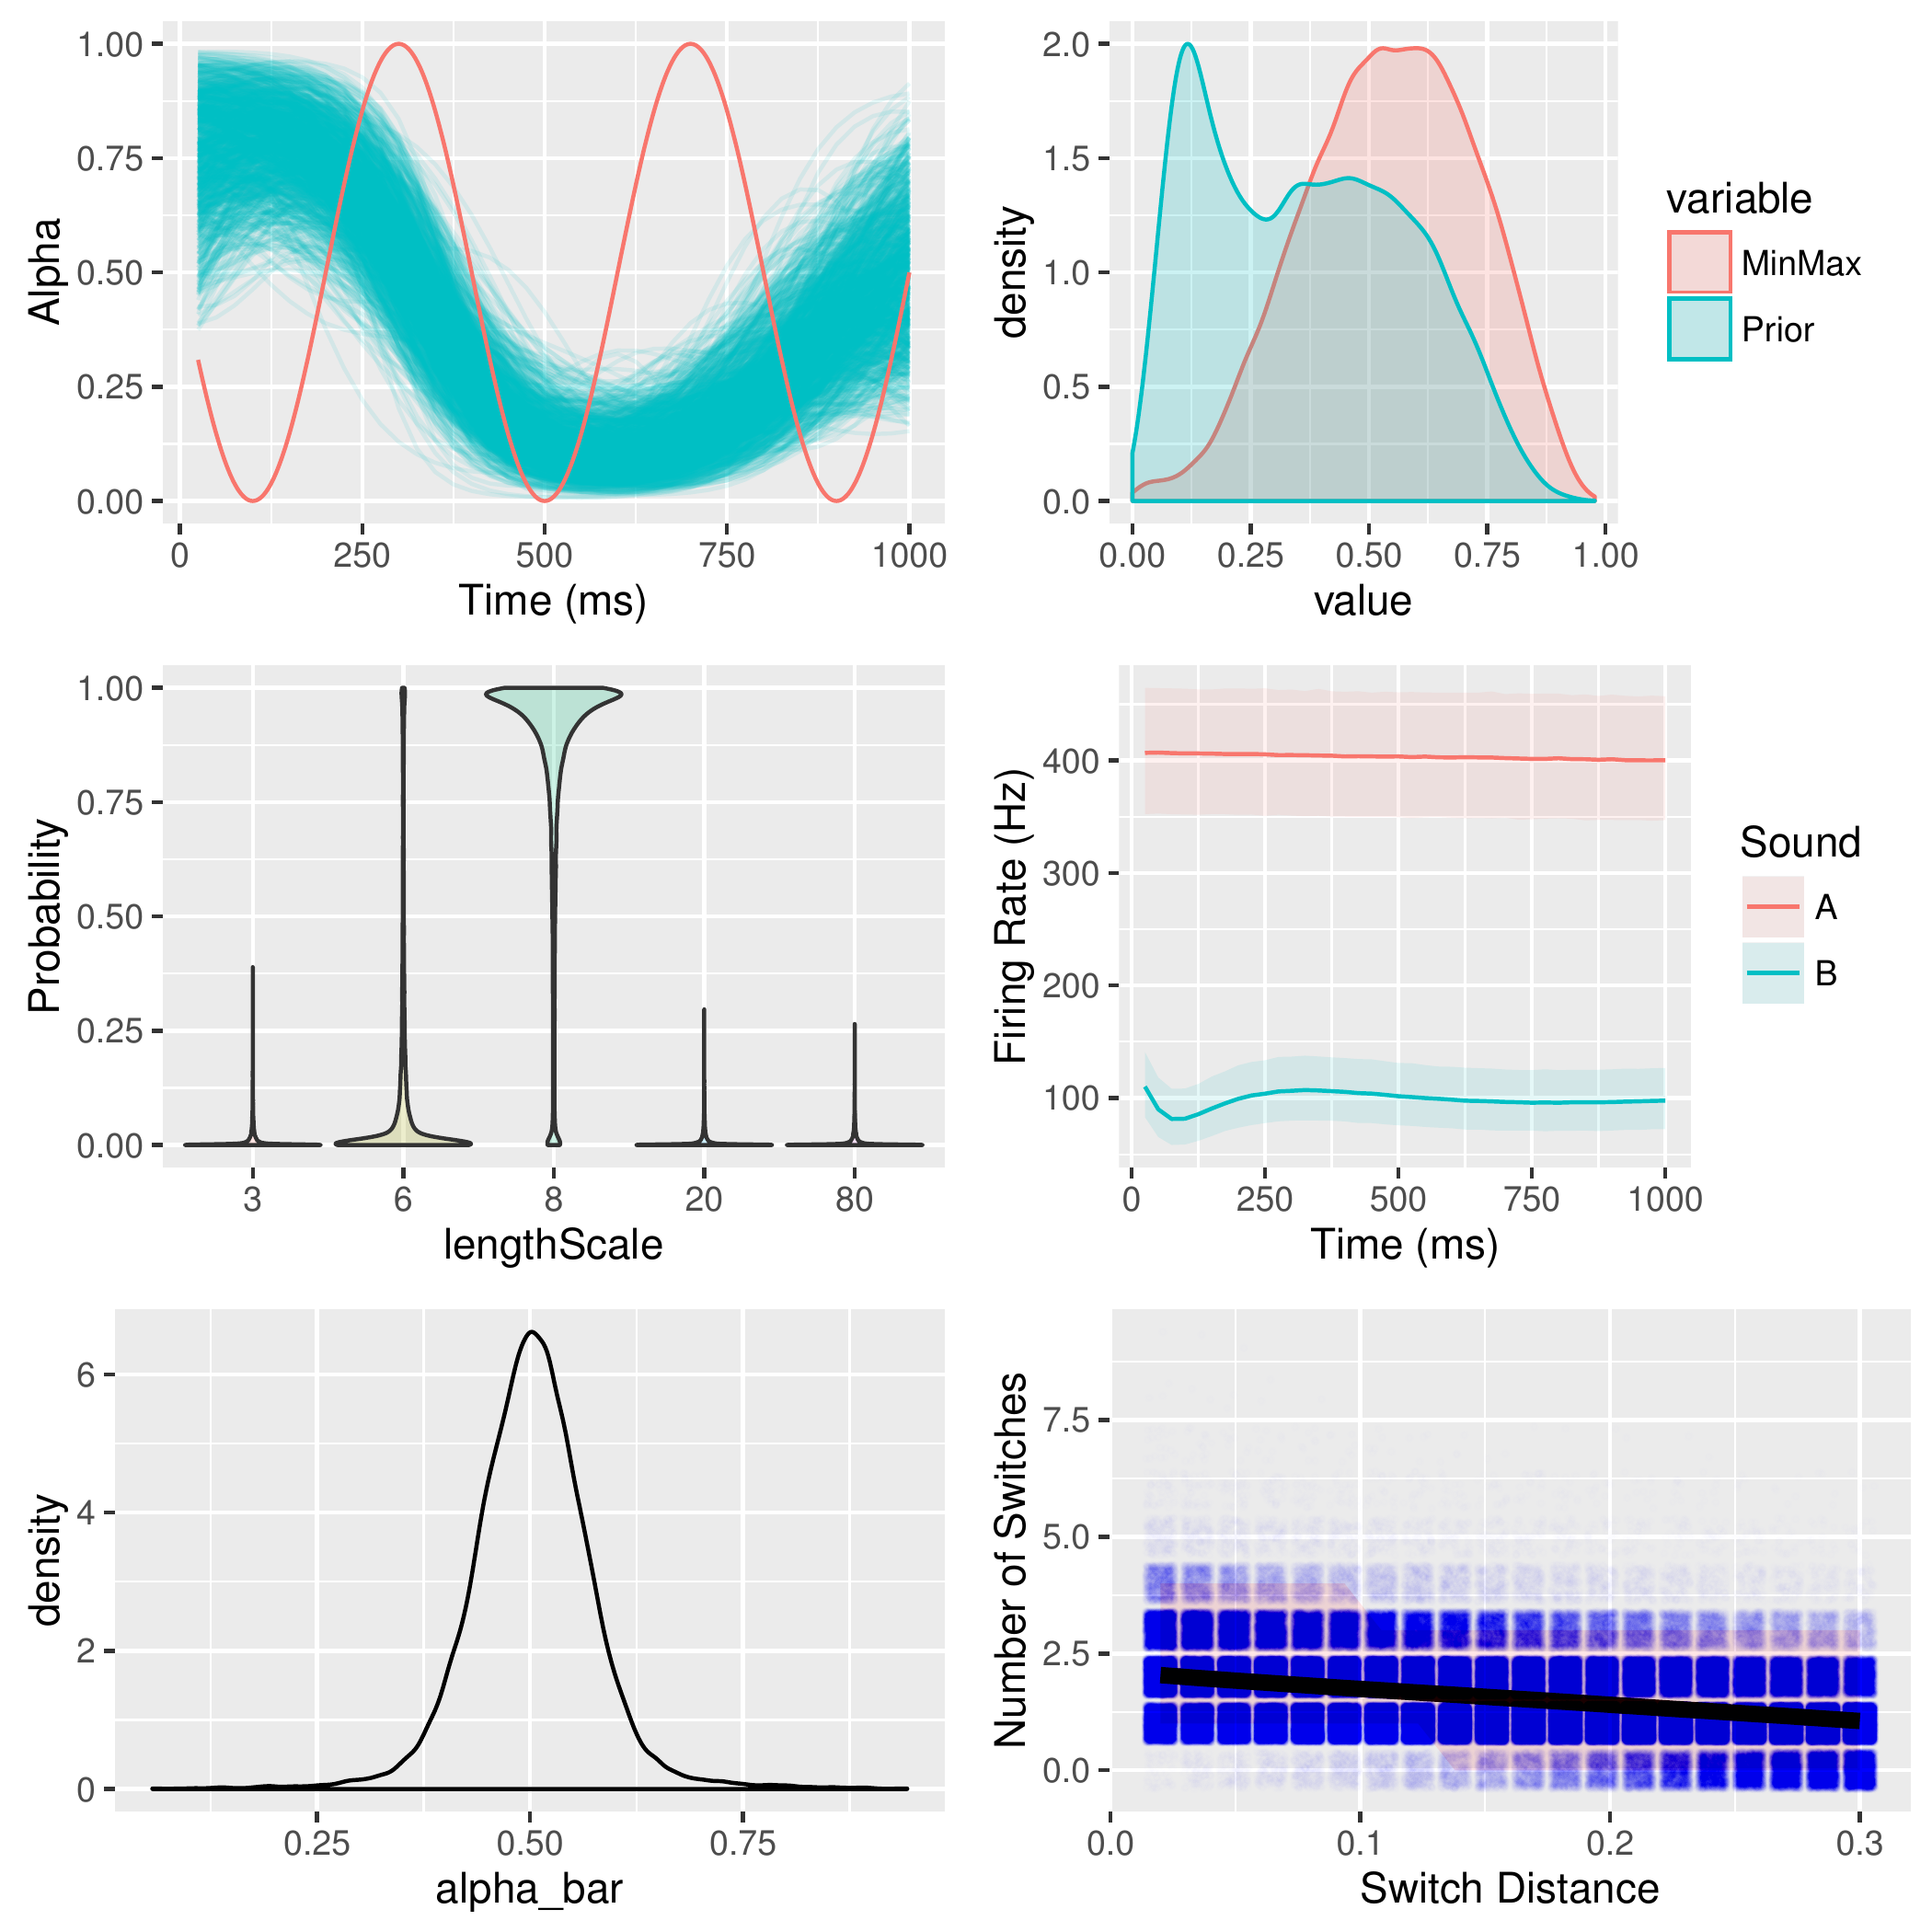 Alpha
1.00
0.75
0.50
0.25
0.00
0 250 500 750 1000
Time (ms)
density
2.0
1.5
1.0
0.5
0.0
0.00 0.25 0.50 0.75 1.00
value
variable
MinMax
Prior
Probability
1.00
0.75
0.50
0.25
0.00
3 6 8 20 80
lengthScale
Firing Rate (Hz)
400
300
200
100
0 250 500 750 1000
Time (ms)
Sound
A
B
density
6
4
2
0
0.25 0.50 0.75
alpha_bar
Number of Switches
7.5
5.0
2.5
0.0
0.0 0.1 0.2 0.3
Switch Distance